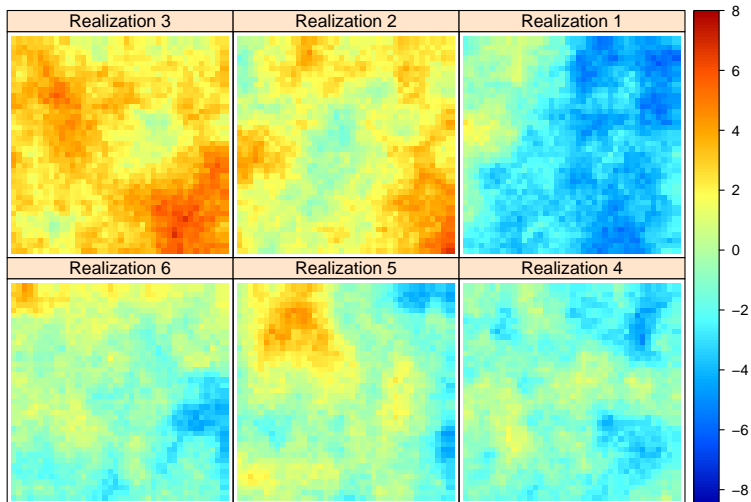 Realization 3
Realization 2
Realization 1
Realization 6
Realization 5
Realization 4
8
6
4
2
0
−2
−4
−6
−8